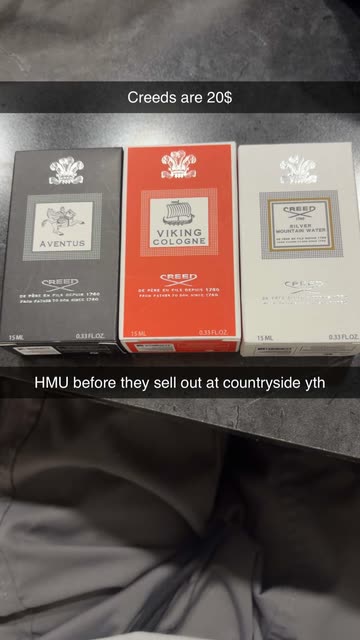 Creeds are 20$
AVENTUS
CREED
DE PÈRE EN FILS DEPUIS 1760
FROM FATHER TO SON SINCE 1760
15 ML 0.33 FL.OZ.
VIKING
COLOGNE
CREED
DE PÈRE EN FILS DEPUIS 1760
FROM FATHER TO SON SINCE 1760
15 ML 0.33 FL.OZ.
CREED
1760
SILVER
MOUNTAIN WATER
CREED
15 ML 0.33 FL.OZ.
HMU before they sell out at countryside yth